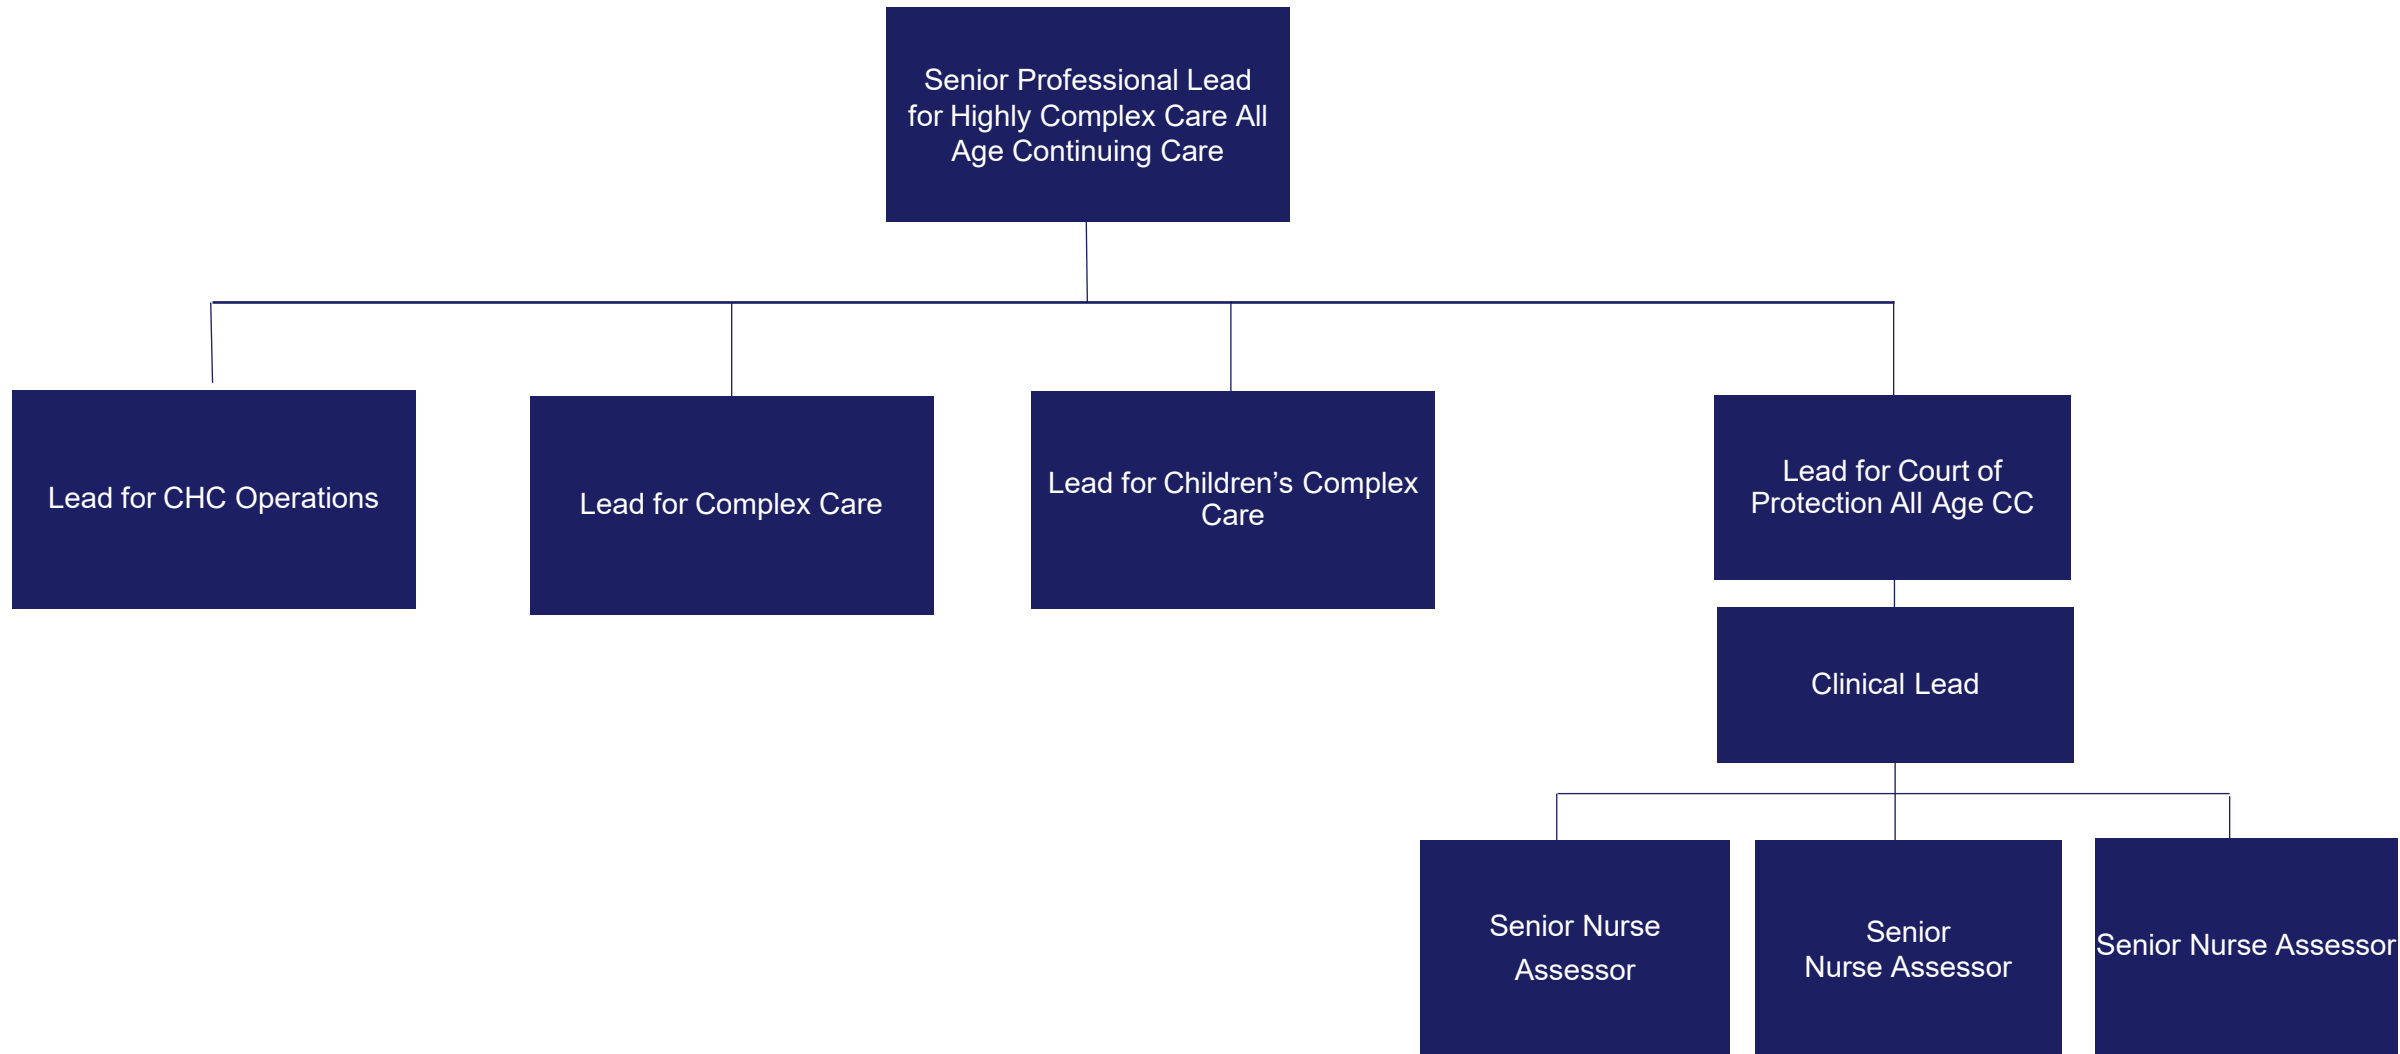 Senior Professional Lead
for Highly Complex Care All
Age Continuing Care
Lead for CHC Operations
Lead for Complex Care
Lead for Children’s Complex
Care
Lead for Court of
Protection All Age CC
Clinical Lead
Senior Nurse
Assessor
Senior
Nurse Assessor
Senior Nurse Assessor